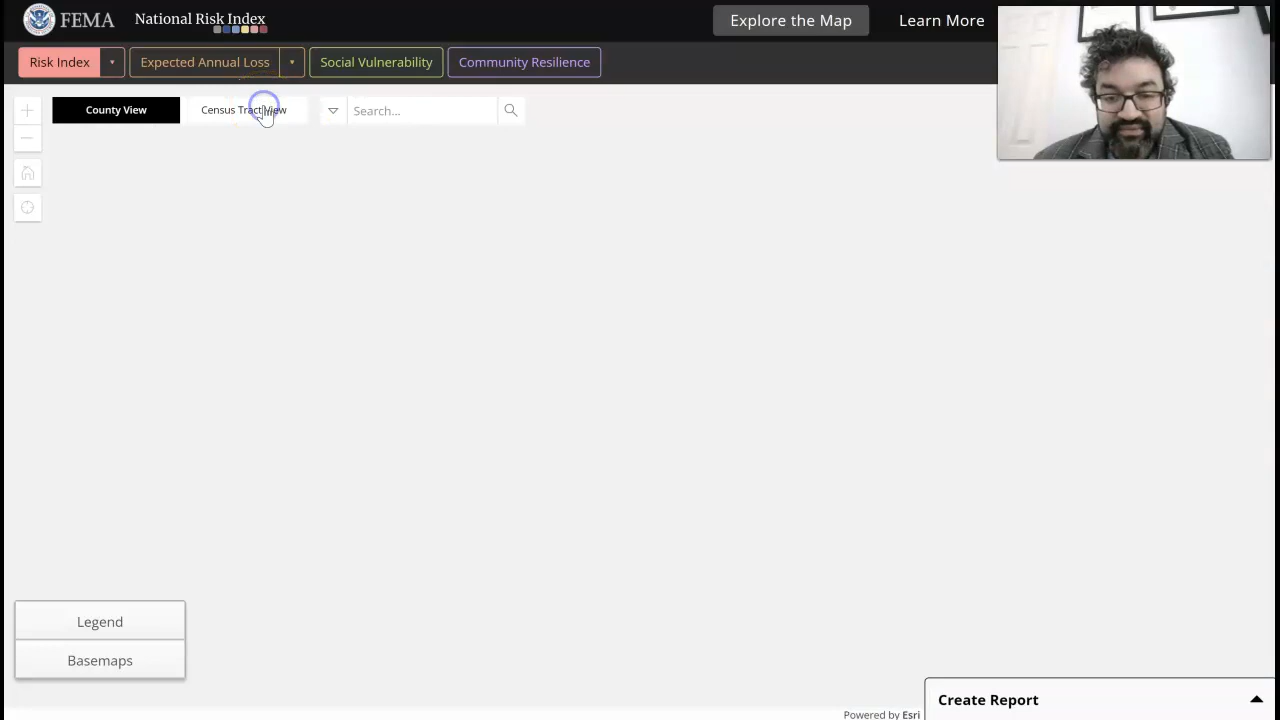 FEMA
National Risk Index
Explore the Map
Learn More
Risk Index
Expected Annual Loss
Social Vulnerability
Community Resilience
County View
Census Tract View
Search...
Legend
Basemaps
Create Report
Powered by Esri